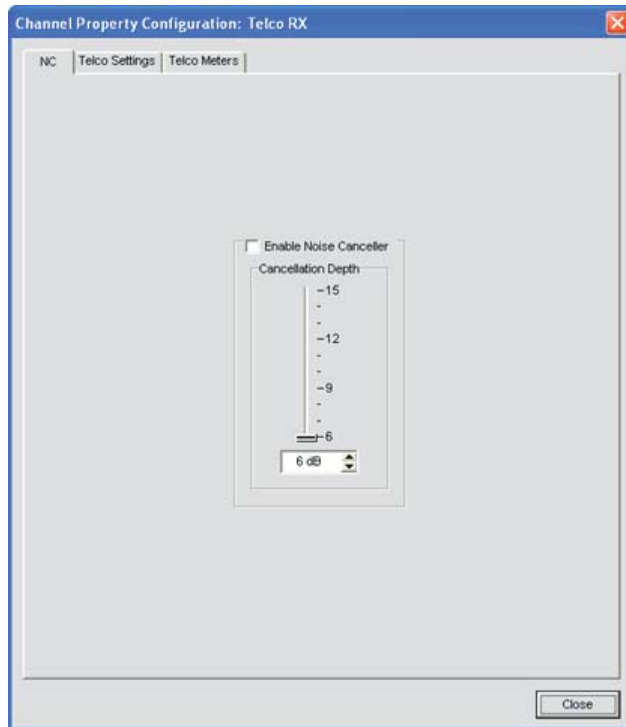 Channel Property Configuration: Telco RX
NC Telco Settings Telco Meters
Enable Noise Canceller
Cancellation Depth
-15
-
-
-12
-
-
-9
-
-
-6
6 dB
Close